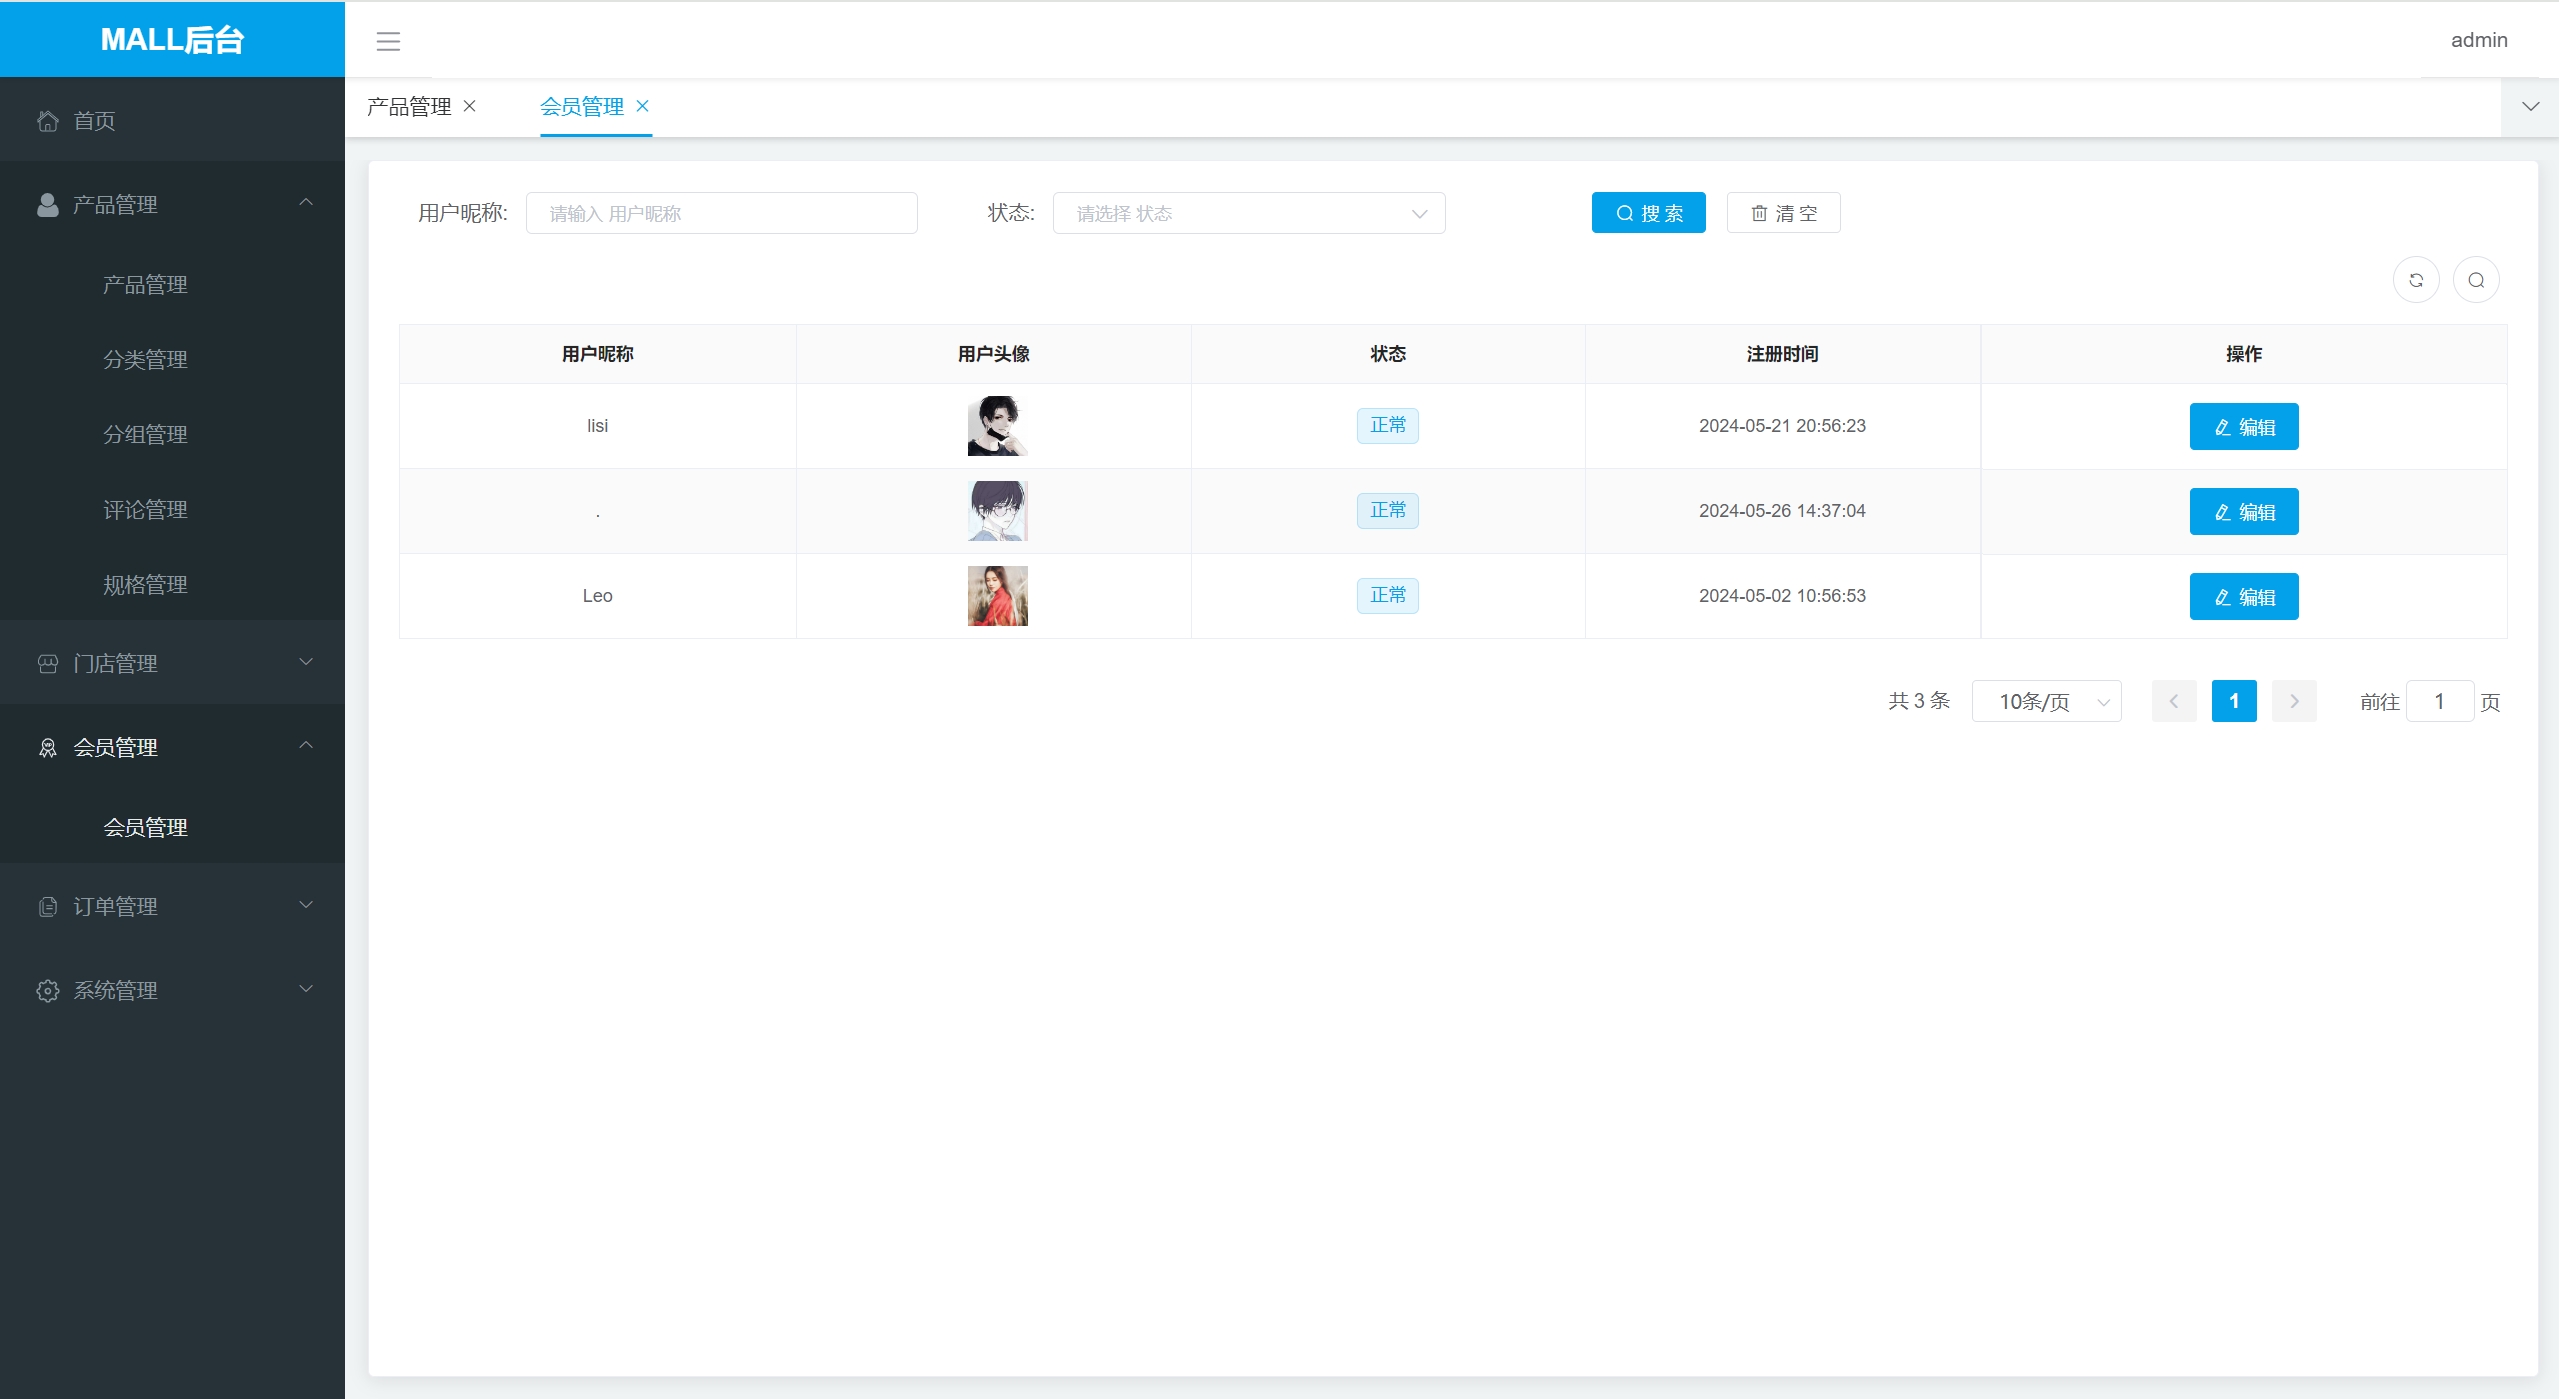 MALL后台
admin
产品管理
会员管理
首页
产品管理
产品管理
分类管理
分组管理
评论管理
规格管理
门店管理
会员管理
会员管理
订单管理
系统管理
用户昵称: 请输入 用户昵称 状态: 请选择 状态 搜 索 清 空
用户昵称 用户头像 状态 注册时间 操作
lisi 正常 2024-05-21 20:56:23 编辑
. 正常 2024-05-26 14:37:04 编辑
Leo 正常 2024-05-02 10:56:53 编辑
共 3 条 10条/页 1 前往 1 页